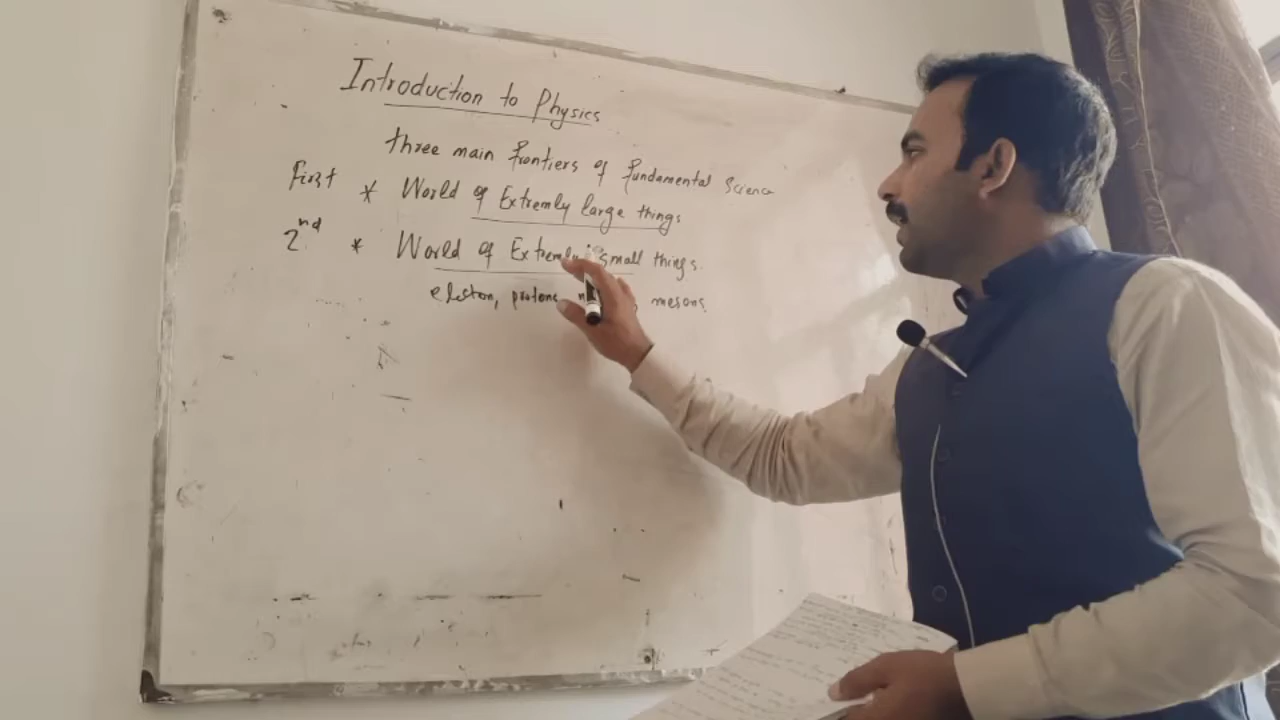 Introduction to Physics
three main frontiers of fundamental Science
First * World of Extremly large things
2nd * World of Extremly small things.
electron, protons mesons,